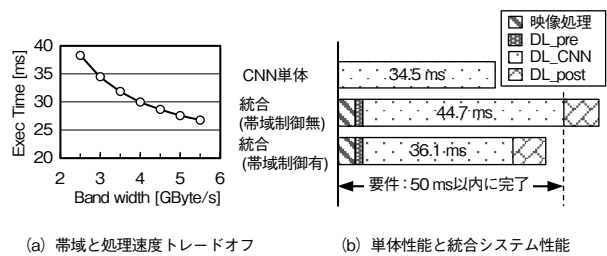 映像処理
DL_pre
DL_CNN
DL_post
Exec Time [ms]
40
35
30
25
20
2 3 4 5 6
Band width [GByte/s]
CNN単体
34.5 ms
統合
(帯域制御無)
44.7 ms
統合
(帯域制御有)
36.1 ms
要件:50 ms以内に完了
(a) 帯域と処理速度トレードオフ
(b) 単体性能と統合システム性能